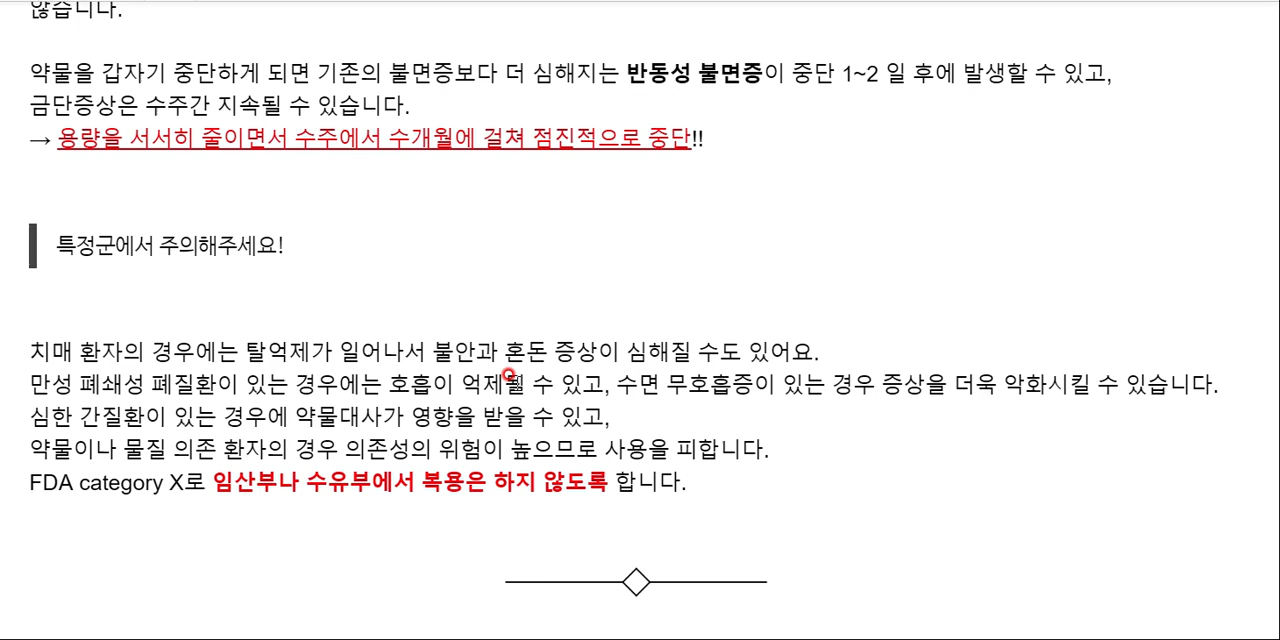 않습니다.
약물을 갑자기 중단하게 되면 기존의 불면증보다 더 심해지는 반동성 불면증이 중단 1~2 일 후에 발생할 수 있고,
금단증상은 수주간 지속될 수 있습니다.
→ 용량을 서서히 줄이면서 수주에서 수개월에 걸쳐 점진적으로 중단!!
특정군에서 주의해주세요!
치매 환자의 경우에는 탈억제가 일어나서 불안과 혼돈 증상이 심해질 수도 있어요.
만성 폐쇄성 폐질환이 있는 경우에는 호흡이 억제될 수 있고, 수면 무호흡증이 있는 경우 증상을 더욱 악화시킬 수 있습니다.
심한 간질환이 있는 경우에 약물대사가 영향을 받을 수 있고,
약물이나 물질 의존 환자의 경우 의존성의 위험이 높으므로 사용을 피합니다.
FDA category X로 임산부나 수유부에서 복용은 하지 않도록 합니다.